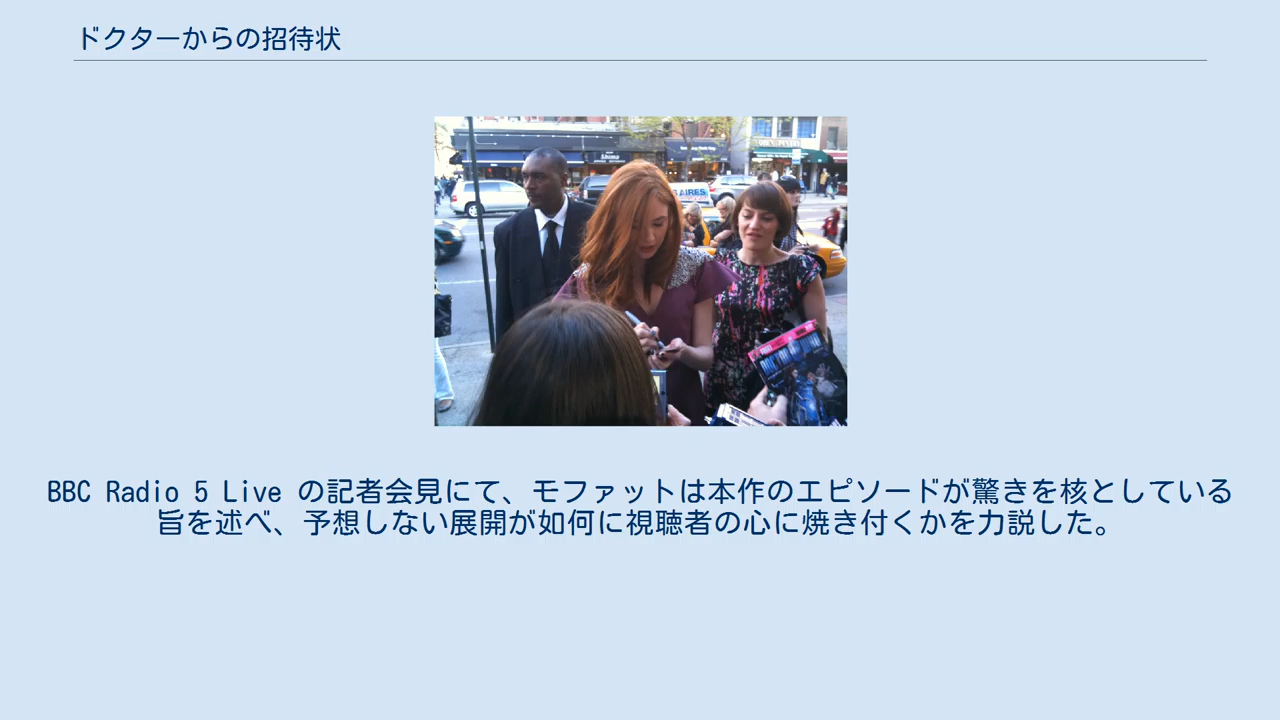 ドクターからの招待状
AIRES
BBC Radio 5 Live の記者会見にて、モファットは本作のエピソードが驚きを核としている
旨を述べ、予想しない展開が如何に視聴者の心に焼き付くかを力説した。